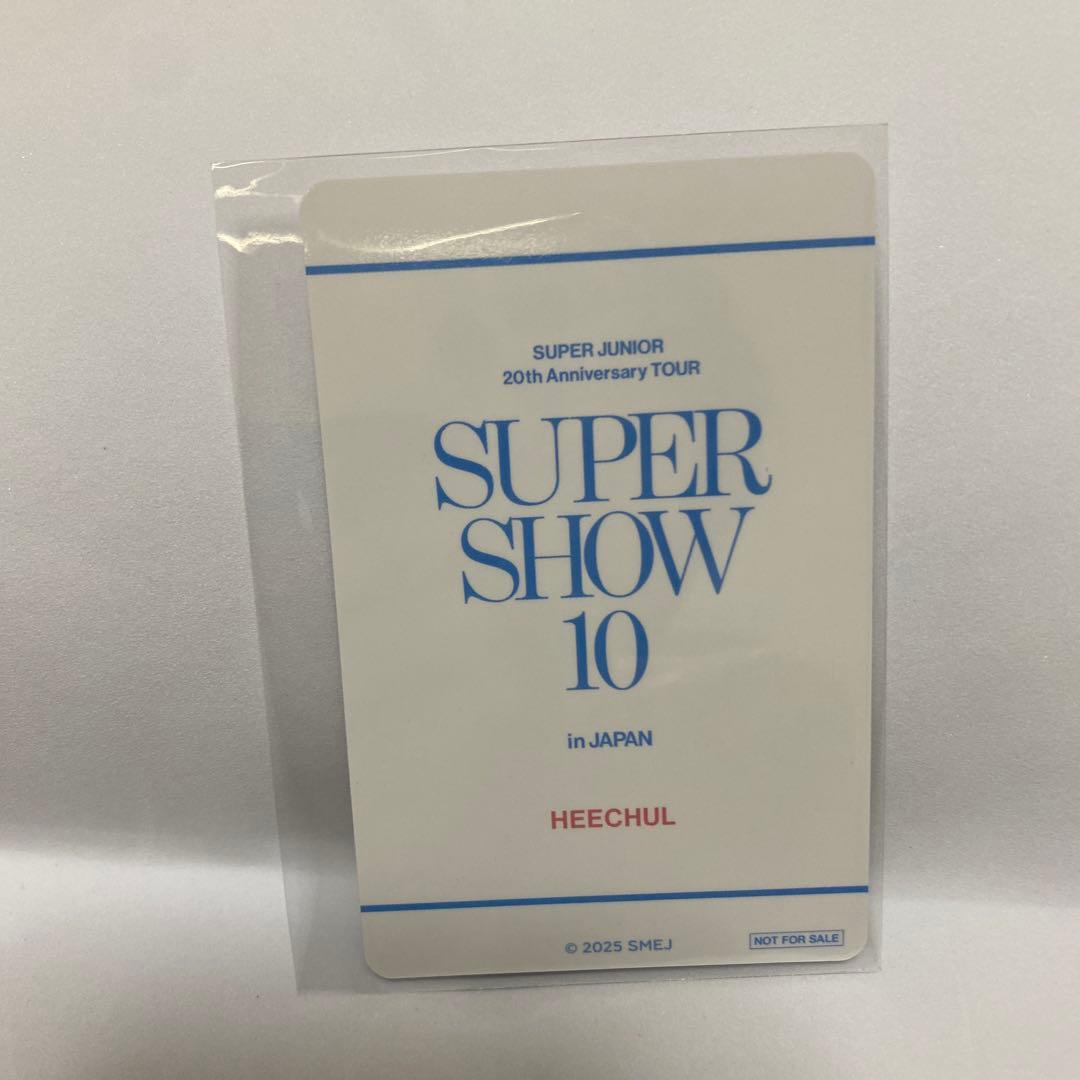 SUPER JUNIOR
20th Anniversary TOUR
SUPER
SHOW
10
in JAPAN
HEECHUL
© 2025 SMEJ
NOT FOR SALE